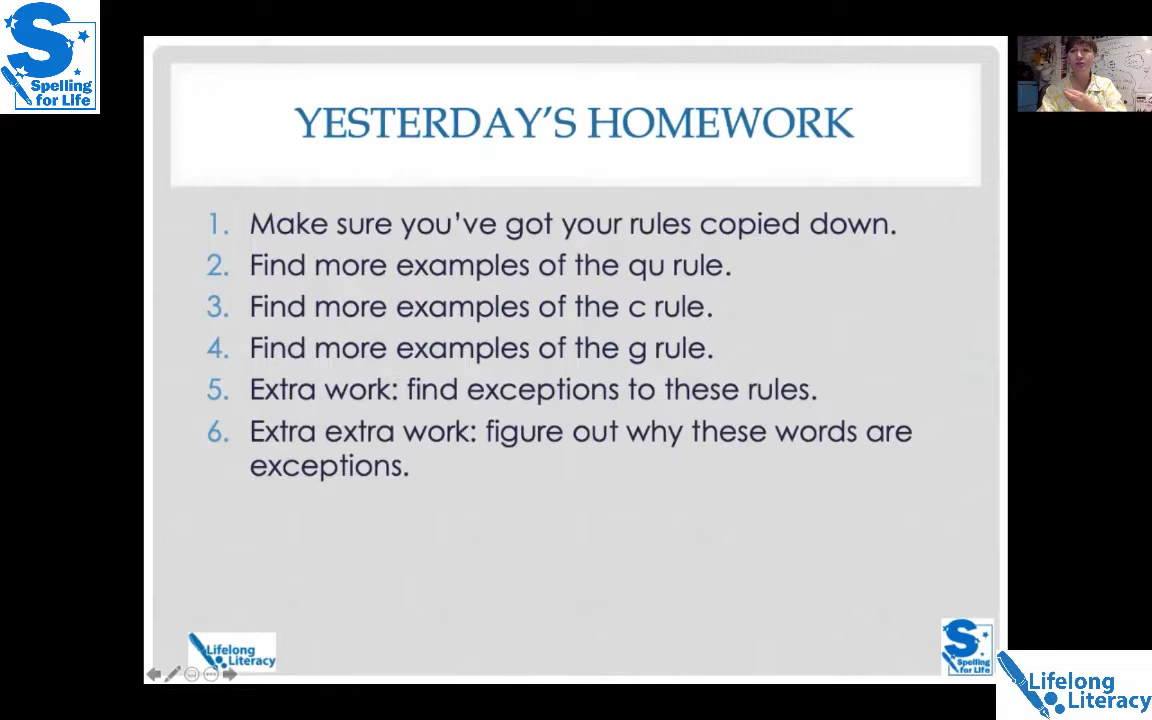 S
Spelling
for Life
YESTERDAY'S HOMEWORK
1. Make sure you've got your rules copied down.
2. Find more examples of the qu rule.
3. Find more examples of the c rule.
4. Find more examples of the g rule.
5. Extra work: find exceptions to these rules.
6. Extra extra work: figure out why these words are
exceptions.
Lifelong
Literacy
S
Spelling
for Life
Lifelong
Literacy